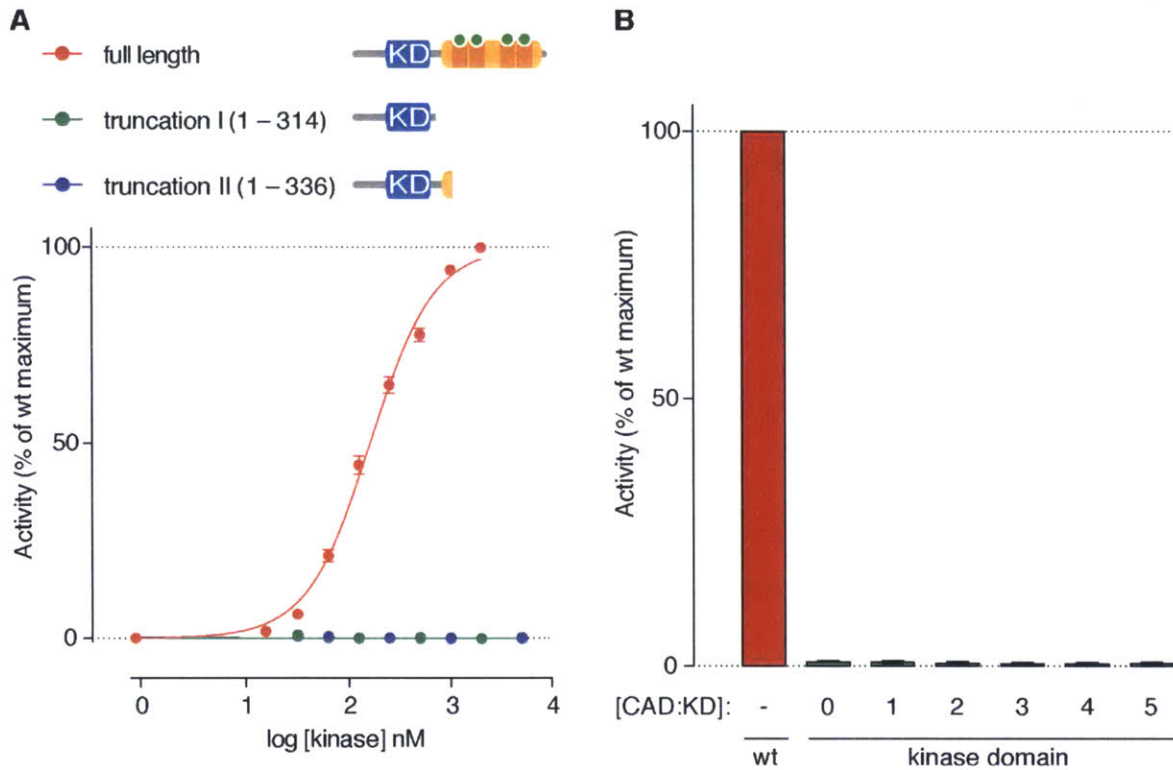 A
full length
KD
truncation I (1 – 314)
KD
truncation II (1 – 336)
KD
100
50
0
Activity (% of wt maximum)
0 1 2 3 4
log [kinase] nM
B
100
50
0
Activity (% of wt maximum)
[CAD:KD]: - 0 1 2 3 4 5
wt kinase domain